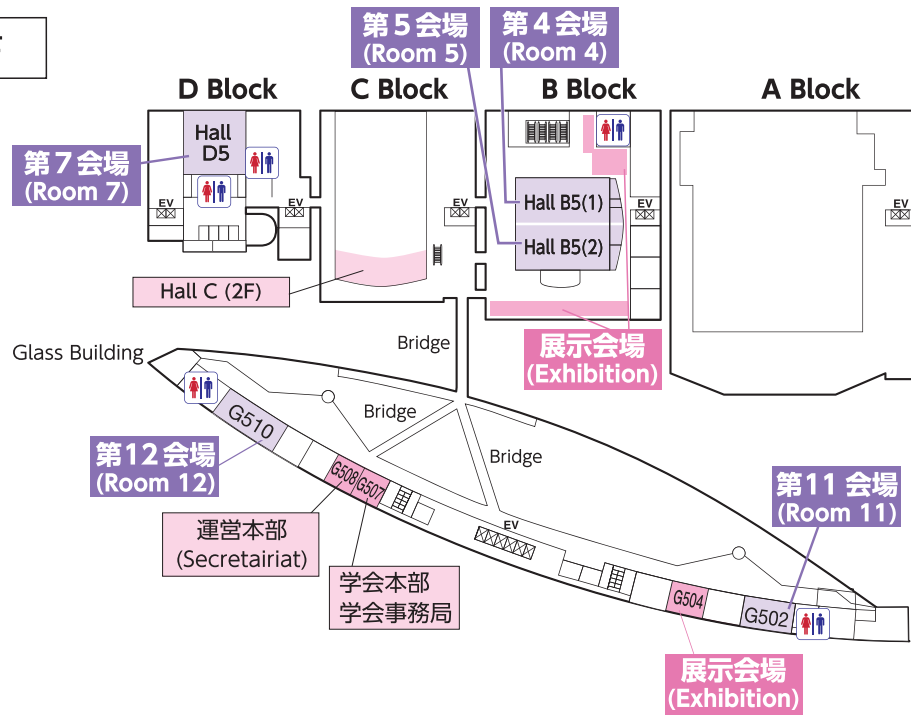 第5会場
(Room 5)
第4会場
(Room 4)
D Block
C Block
B Block
A Block
Hall
D5
第7会場
(Room 7)
EV
EV
EV
EV
EV
Hall B5(1)
Hall B5(2)
Hall C (2F)
Bridge
展示会場
(Exhibition)
Glass Building
Bridge
Bridge
G510
第12会場
(Room 12)
G508
G507
運営本部
(Secretairiat)
学会本部
学会事務局
EV
第11会場
(Room 11)
G504
G502
展示会場
(Exhibition)